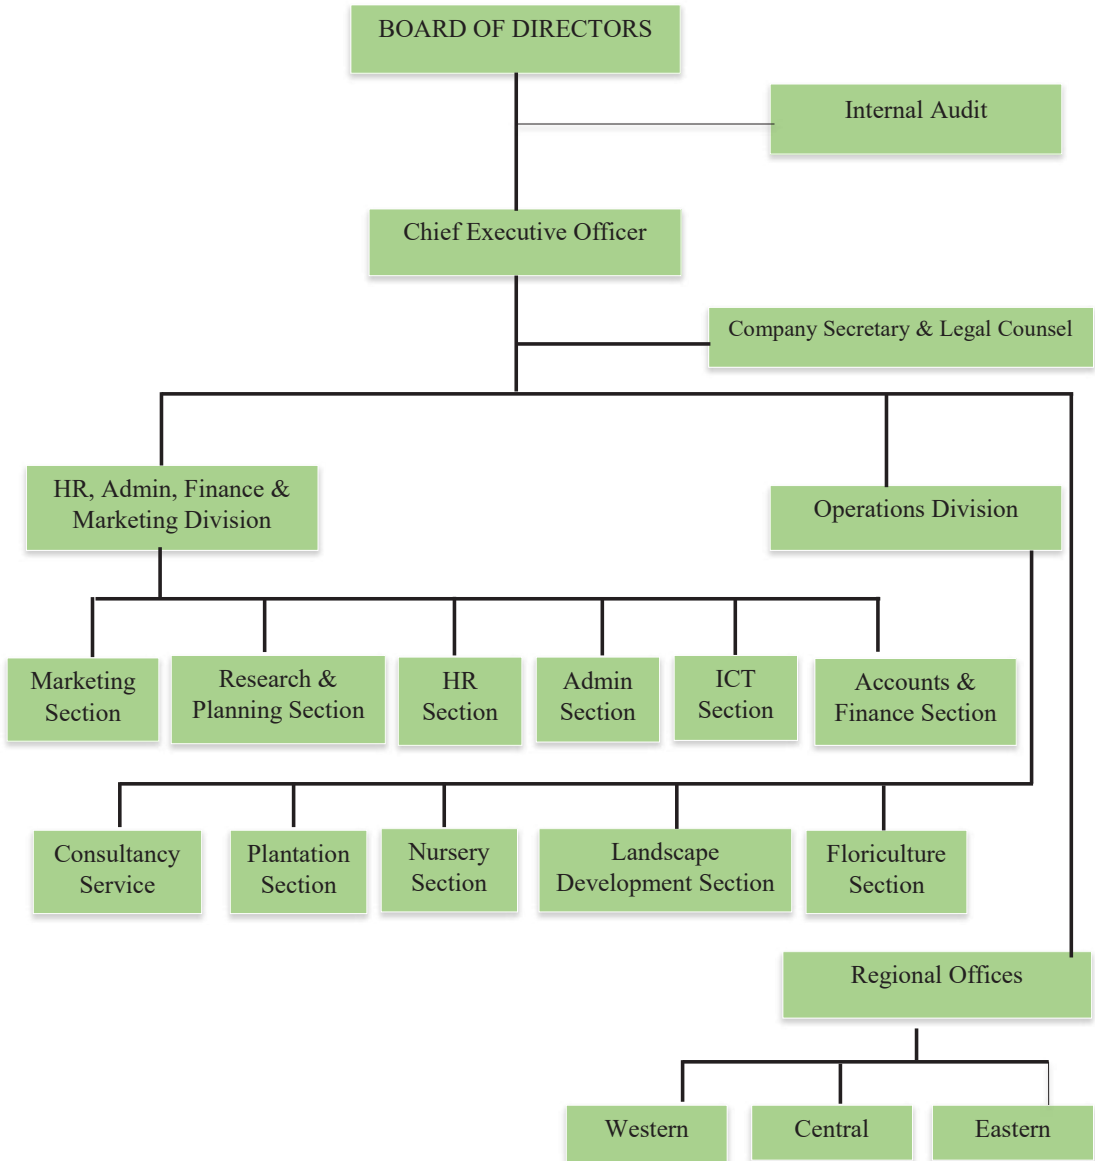 BOARD OF DIRECTORS
Internal Audit
Chief Executive Officer
Company Secretary & Legal Counsel
HR, Admin, Finance &
Marketing Division
Operations Division
Marketing
Section
Research &
Planning Section
HR
Section
Admin
Section
ICT
Section
Accounts &
Finance Section
Consultancy
Service
Plantation
Section
Nursery
Section
Landscape
Development Section
Floriculture
Section
Regional Offices
Western
Central
Eastern